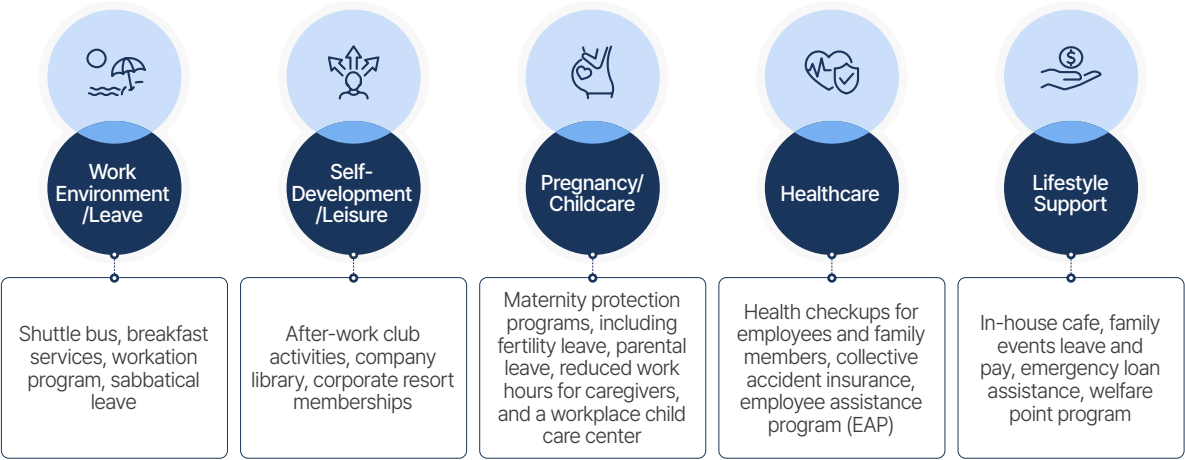 Work
Environment
/Leave
Shuttle bus, breakfast
services, workation
program, sabbatical
leave
Self-
Development
/Leisure
After-work club
activities, company
library, corporate resort
memberships
Pregnancy/
Childcare
Maternity protection
programs, including
fertility leave, parental
leave, reduced work
hours for caregivers,
and a workplace child
care center
Healthcare
Health checkups for
employees and family
members, collective
accident insurance,
employee assistance
program (EAP)
$
Lifestyle
Support
In-house cafe, family
events leave and
pay, emergency loan
assistance, welfare
point program